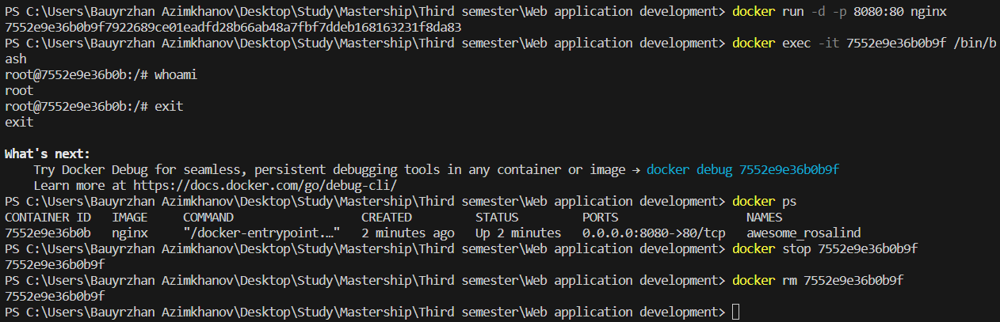 PS C:\Users\Bauyrzhan Azimkhanov\Desktop\Study\Mastership\Third semester\Web application development> docker run -d -p 8080:80 nginx
7552e9e36b0b9f7922689ce01eadfd28b66ab48a7fbf7ddeb168163231f8da83
PS C:\Users\Bauyrzhan Azimkhanov\Desktop\Study\Mastership\Third semester\Web application development> docker exec -it 7552e9e36b0b9f /bin/b
ash
root@7552e9e36b0b:/# whoami
root
root@7552e9e36b0b:/# exit
exit
What's next:
    Try Docker Debug for seamless, persistent debugging tools in any container or image → docker debug 7552e9e36b0b9f
    Learn more at https://docs.docker.com/go/debug-cli/
PS C:\Users\Bauyrzhan Azimkhanov\Desktop\Study\Mastership\Third semester\Web application development> docker ps
CONTAINER ID   IMAGE     COMMAND                  CREATED         STATUS         PORTS                  NAMES
7552e9e36b0b   nginx     "/docker-entrypoint.…"   2 minutes ago   Up 2 minutes   0.0.0.0:8080->80/tcp   awesome_rosalind
PS C:\Users\Bauyrzhan Azimkhanov\Desktop\Study\Mastership\Third semester\Web application development> docker stop 7552e9e36b0b9f
7552e9e36b0b9f
PS C:\Users\Bauyrzhan Azimkhanov\Desktop\Study\Mastership\Third semester\Web application development> docker rm 7552e9e36b0b9f
7552e9e36b0b9f
PS C:\Users\Bauyrzhan Azimkhanov\Desktop\Study\Mastership\Third semester\Web application development>